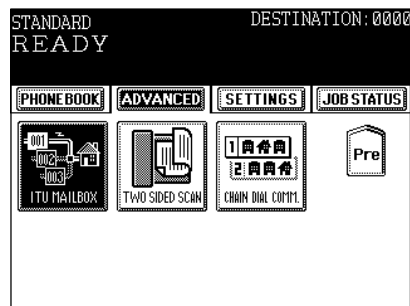 STANDARD
DESTINATION:0000
READY
PHONE BOOK
ADVANCED
SETTINGS
JOB STATUS
001
002
003
ITU MAILBOX
TWO SIDED SCAN
1
2
CHAIN DIAL COMM.
Pre